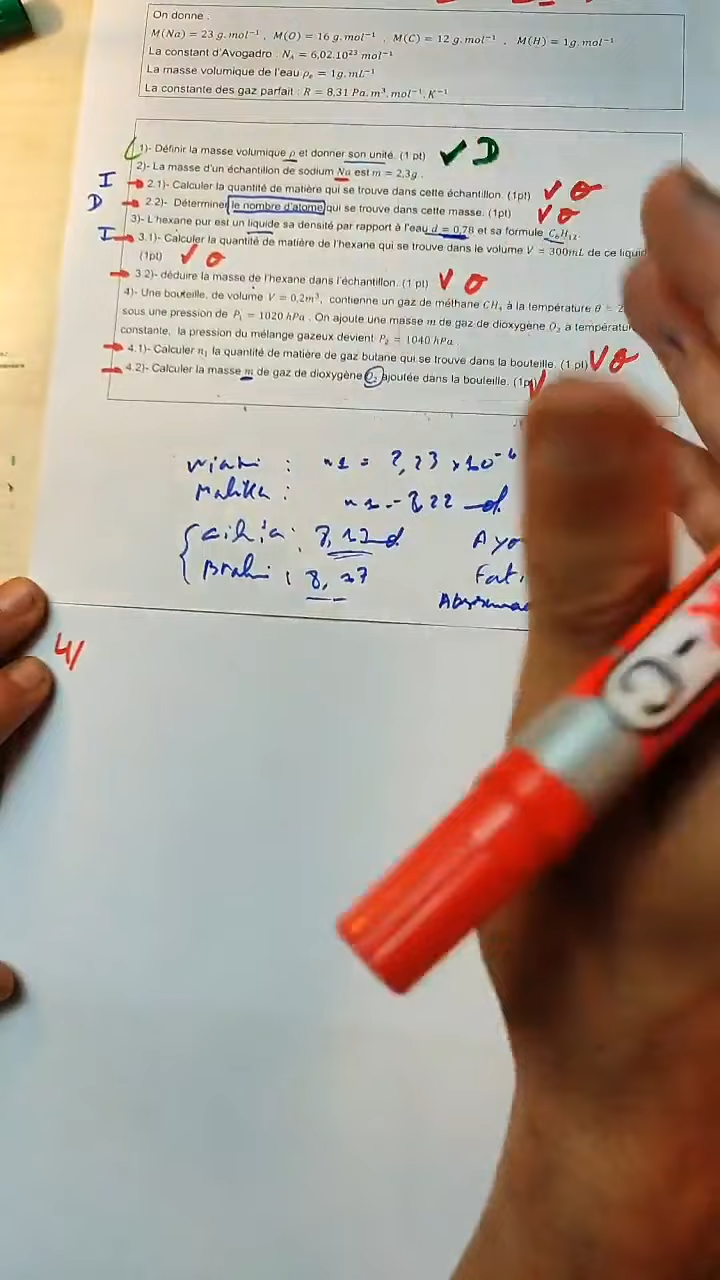 On donne :
M(Na) = 23 g.mol⁻¹ , M(O) = 16 g.mol⁻¹ , M(C) = 12 g.mol⁻¹ , M(H) = 1g.mol⁻¹
La constant d'Avogadro : N_A = 6,02.10²³ mol⁻¹
La masse volumique de l'eau ρₑ = 1g.mL⁻¹
La constante des gaz parfait : R = 8,31 Pa.m³.mol⁻¹.K⁻¹
1)- Définir la masse volumique ρ et donner son unité. (1 pt) ✓ D
2)- La masse d'un échantillon de sodium Na est m = 2,3g .
I 2.1)- Calculer la quantité de matière qui se trouve dans cette échantillon. (1pt) ✓
D 2.2)- Déterminer le nombre d'atome qui se trouve dans cette masse. (1pt) ✓
3)- L'hexane pur est un liquide sa densité par rapport à l'eau d = 0,78 et sa formule C₆H₁₂.
I 3.1)- Calculer la quantité de matière de l'hexane qui se trouve dans le volume V = 300mL de ce liquid
(1pt) ✓
3.2)- déduire la masse de l'hexane dans l'échantillon. (1 pt) ✓
4)- Une bouteille, de volume V = 0,2m³, contienne un gaz de méthane CH₄ à la température θ = 2
sous une pression de P₁ = 1020 hPa . On ajoute une masse m de gaz de dioxygène O₂ a températur
constante, la pression du mélange gazeux devient P₂ = 1040 hPa.
4.1)- Calculer n₁ la quantité de matière de gaz butane qui se trouve dans la bouteille. (1 pt) ✓
4.2)- Calculer la masse m de gaz de dioxygène O₂ ajoutée dans la bouteille. (1pt) ✓
Malika :
Brahi : 8,
Ayo
Fat
4/